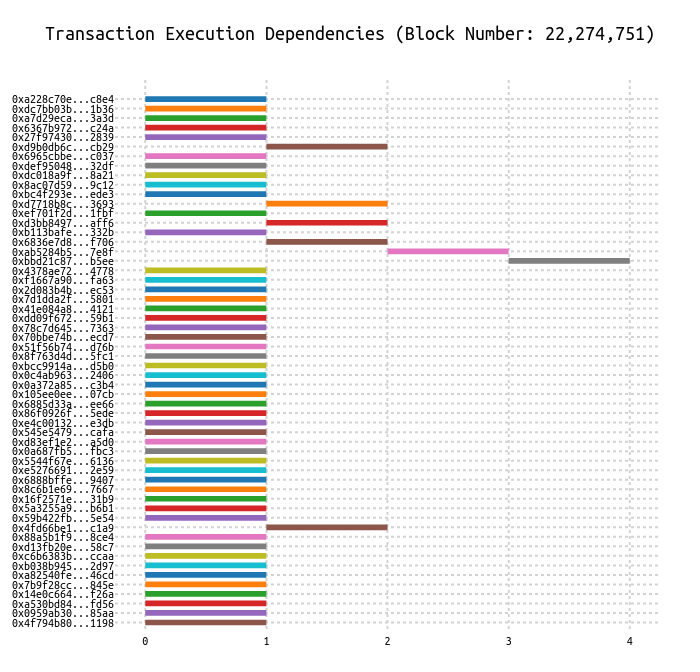 Transaction Execution Dependencies (Block Number: 22,274,751)
0xa228c70e...c8e4
0xdc7bb03b...1b36
0xa7d29eca...3a3d
0x6367b972...c24a
0x27f97430...2839
0xd9b0db6c...cb29
0x6965cbbe...c037
0xdef95048...32df
0xdc018a9f...8a21
0x8ac07d59...9c12
0xbc4f293e...ede3
0xd7718b8c...3693
0xef701f2d...1fbf
0xd3bb8497...aff6
0xb113bafe...332b
0x6836e7d8...f706
0xab5284b5...7e8f
0xbbd21c87...b5ee
0x4378ae72...4778
0xf1667a90...fa63
0x2d083b4b...ec53
0x7d1dda2f...5801
0x41e084a8...4121
0xdd09f672...59b1
0x78c7d645...7363
0x70bbe74b...ecd7
0x51f56b74...d76b
0x8f763d4d...5fc1
0xbcc9914a...d5b0
0x0c4ab963...2406
0x0a372a85...c3b4
0x105ee0ee...07cb
0x6885d33a...ee66
0x86f0926f...5ede
0xe4c00132...e3db
0x545e5479...cafa
0xd83ef1e2...a5d0
0x0a687fb5...fbc3
0x5544f67e...6136
0xe5276691...2e59
0x6888bffe...9407
0x8c6b1e69...7667
0x16f2571e...31b9
0x5a3255a9...b6b1
0x59b422fb...5e54
0x4fd66be1...c1a9
0x88a5b1f9...8ce4
0xd13fb20e...58c7
0xc6b6383b...ccaa
0xb038b945...2d97
0xa82540fe...46cd
0x7b9f28cc...845e
0x14e0c664...f26a
0xa530bd84...fd56
0x0959ab30...85aa
0x4f794b80...1198
0 1 2 3 4